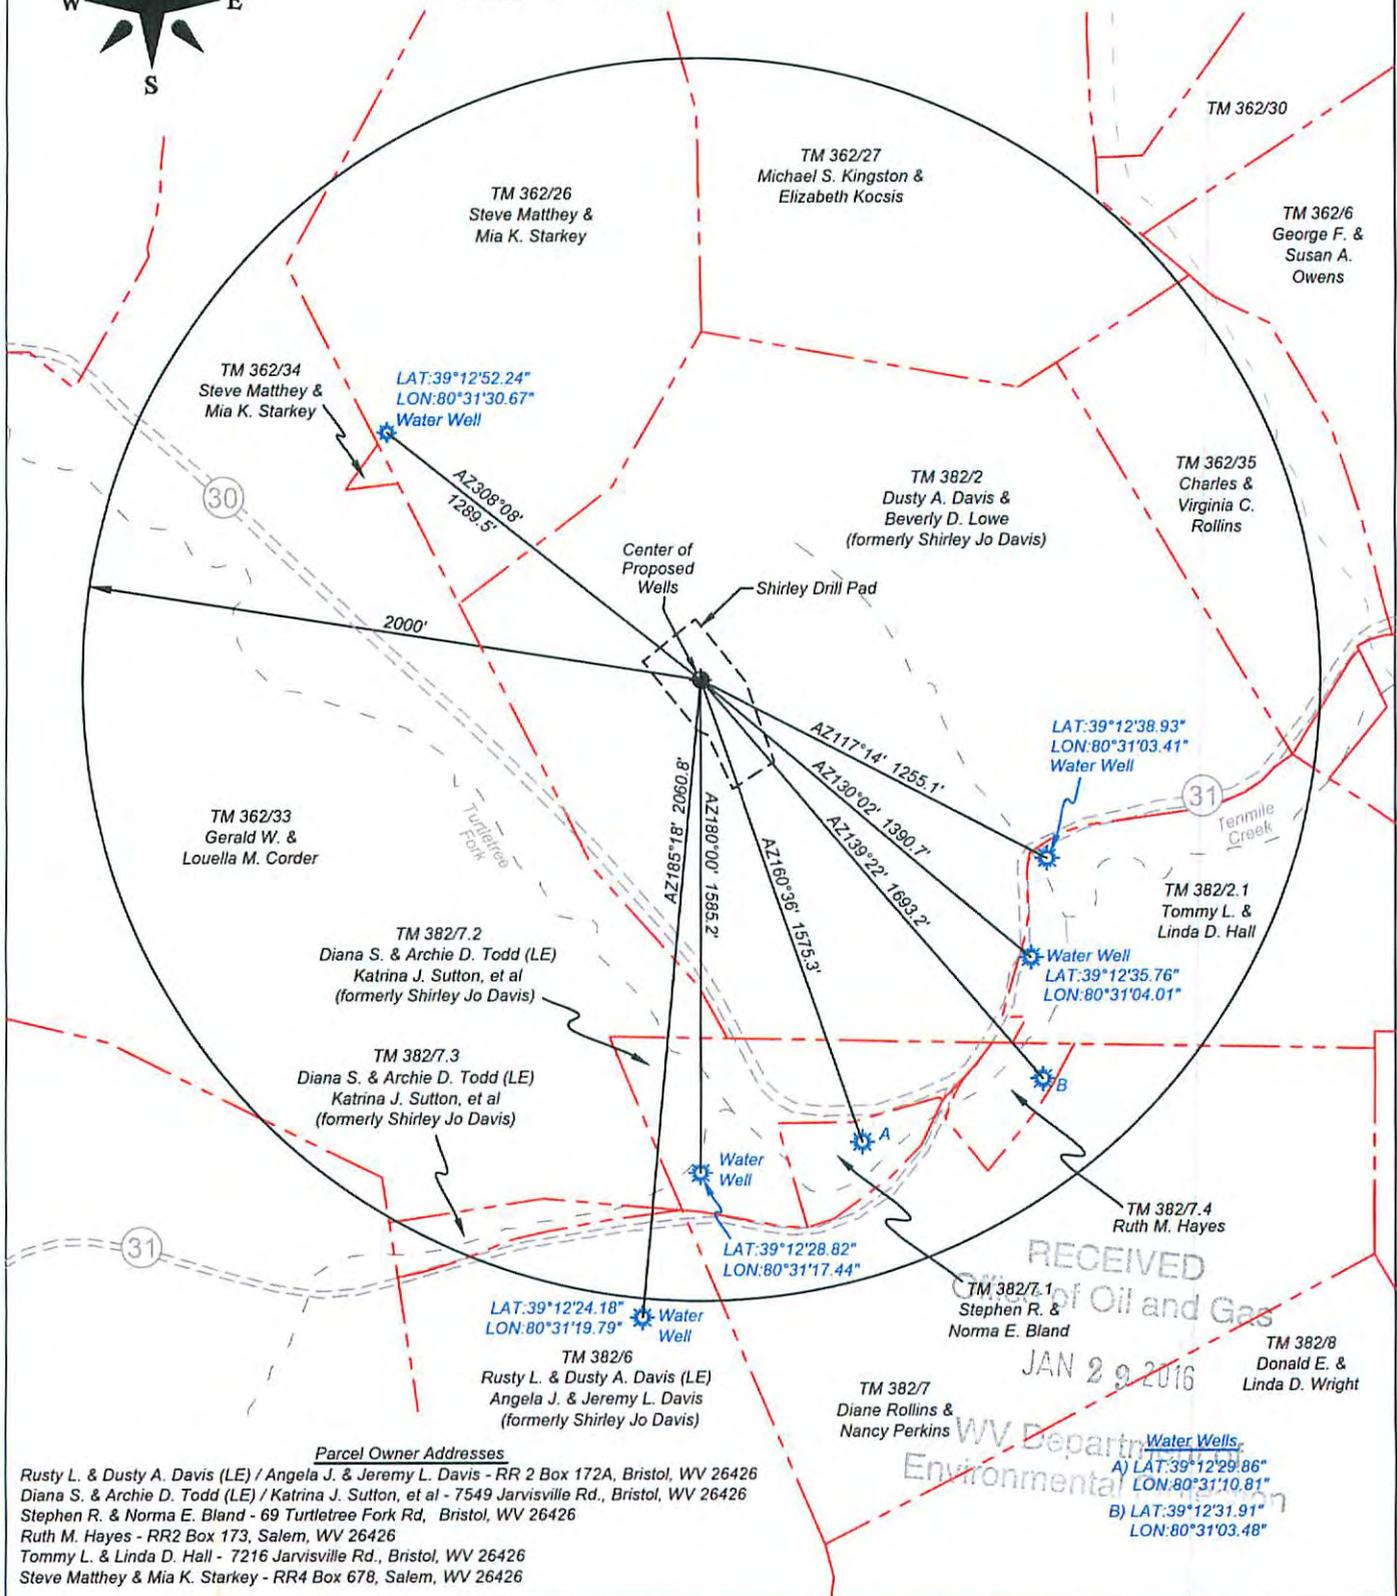 W
E
S
TM 362/30
TM 362/27
Michael S. Kingston &
Elizabeth Kocsis
TM 362/26
Steve Matthey &
Mia K. Starkey
TM 362/6
George F. &
Susan A.
Owens
TM 362/34
Steve Matthey &
Mia K. Starkey
LAT:39°12'52.24"
LON:80°31'30.67"
Water Well
30
AZ308°08'
1289.5'
TM 382/2
Dusty A. Davis &
Beverly D. Lowe
(formerly Shirley Jo Davis)
TM 362/35
Charles &
Virginia C.
Rollins
Center of
Proposed
Wells
Shirley Drill Pad
2000'
AZ117°14' 1255.1'
AZ130°02' 1390.7'
AZ139°22' 1693.2'
AZ160°36' 1575.3'
AZ180°00' 1585.2'
AZ185°18' 2060.8'
LAT:39°12'38.93"
LON:80°31'03.41"
Water Well
31
Tenmile
Creek
TM 362/33
Gerald W. &
Louella M. Corder
Turtletree
Fork
TM 382/2.1
Tommy L. &
Linda D. Hall
TM 382/7.2
Diana S. & Archie D. Todd (LE)
Katrina J. Sutton, et al
(formerly Shirley Jo Davis)
Water Well
LAT:39°12'35.76"
LON:80°31'04.01"
TM 382/7.3
Diana S. & Archie D. Todd (LE)
Katrina J. Sutton, et al
(formerly Shirley Jo Davis)
B
A
Water
Well
TM 382/7.4
Ruth M. Hayes
31
LAT:39°12'28.82"
LON:80°31'17.44"
RECEIVED
Office of Oil and Gas
JAN 29 2016
WV Department of
Environmental Protection
TM 382/7.1
Stephen R. &
Norma E. Bland
LAT:39°12'24.18"
LON:80°31'19.79"
Water
Well
TM 382/6
Rusty L. & Dusty A. Davis (LE)
Angela J. & Jeremy L. Davis
(formerly Shirley Jo Davis)
TM 382/8
Donald E. &
Linda D. Wright
TM 382/7
Diane Rollins &
Nancy Perkins
Water Wells
A) LAT:39°12'29.86"
LON:80°31'10.81"
B) LAT:39°12'31.91"
LON:80°31'03.48"
Parcel Owner Addresses
Rusty L. & Dusty A. Davis (LE) / Angela J. & Jeremy L. Davis - RR 2 Box 172A, Bristol, WV 26426
Diana S. & Archie D. Todd (LE) / Katrina J. Sutton, et al - 7549 Jarvisville Rd., Bristol, WV 26426
Stephen R. & Norma E. Bland - 69 Turtletree Fork Rd, Bristol, WV 26426
Ruth M. Hayes - RR2 Box 173, Salem, WV 26426
Tommy L. & Linda D. Hall - 7216 Jarvisville Rd., Bristol, WV 26426
Steve Matthey & Mia K. Starkey - RR4 Box 678, Salem, WV 26426